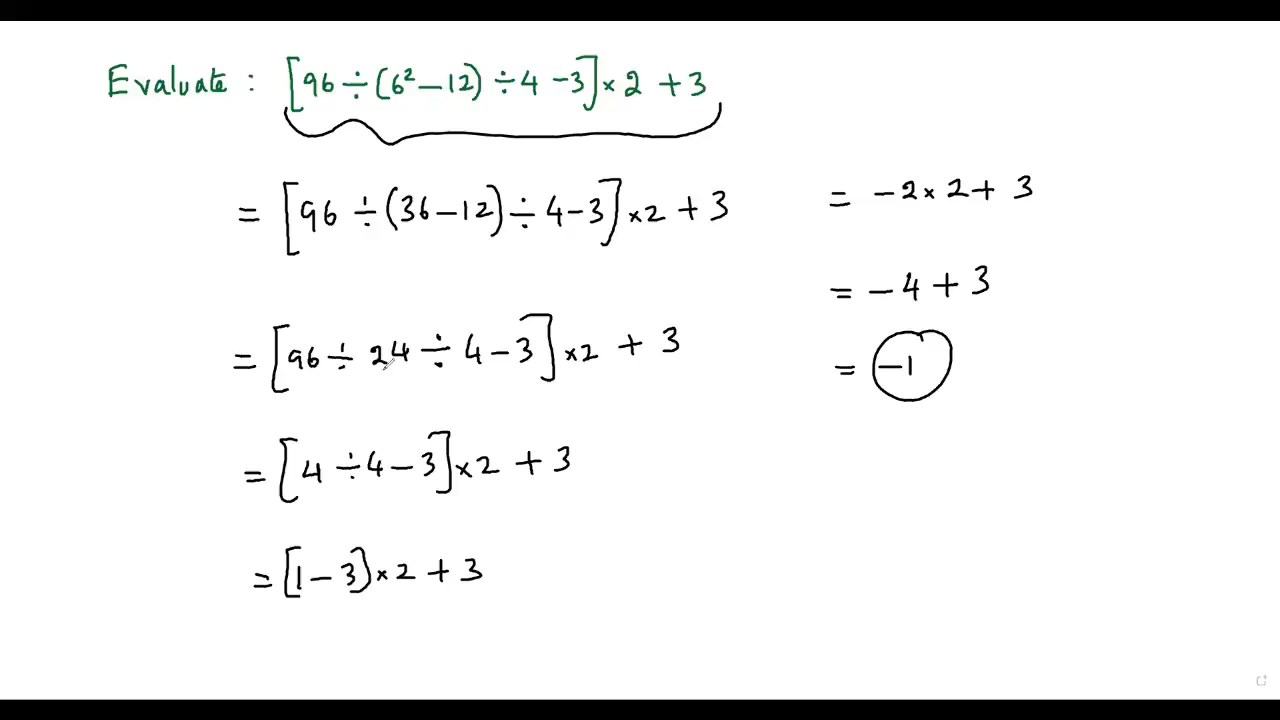 Evaluate : [96 ÷ (6² − 12) ÷ 4 − 3] × 2 + 3
= [96 ÷ (36 − 12) ÷ 4 − 3] × 2 + 3
= [96 ÷ 24 ÷ 4 − 3] × 2 + 3
= [4 ÷ 4 − 3] × 2 + 3
= [1 − 3] × 2 + 3
= − 2 × 2 + 3
= − 4 + 3
= − 1